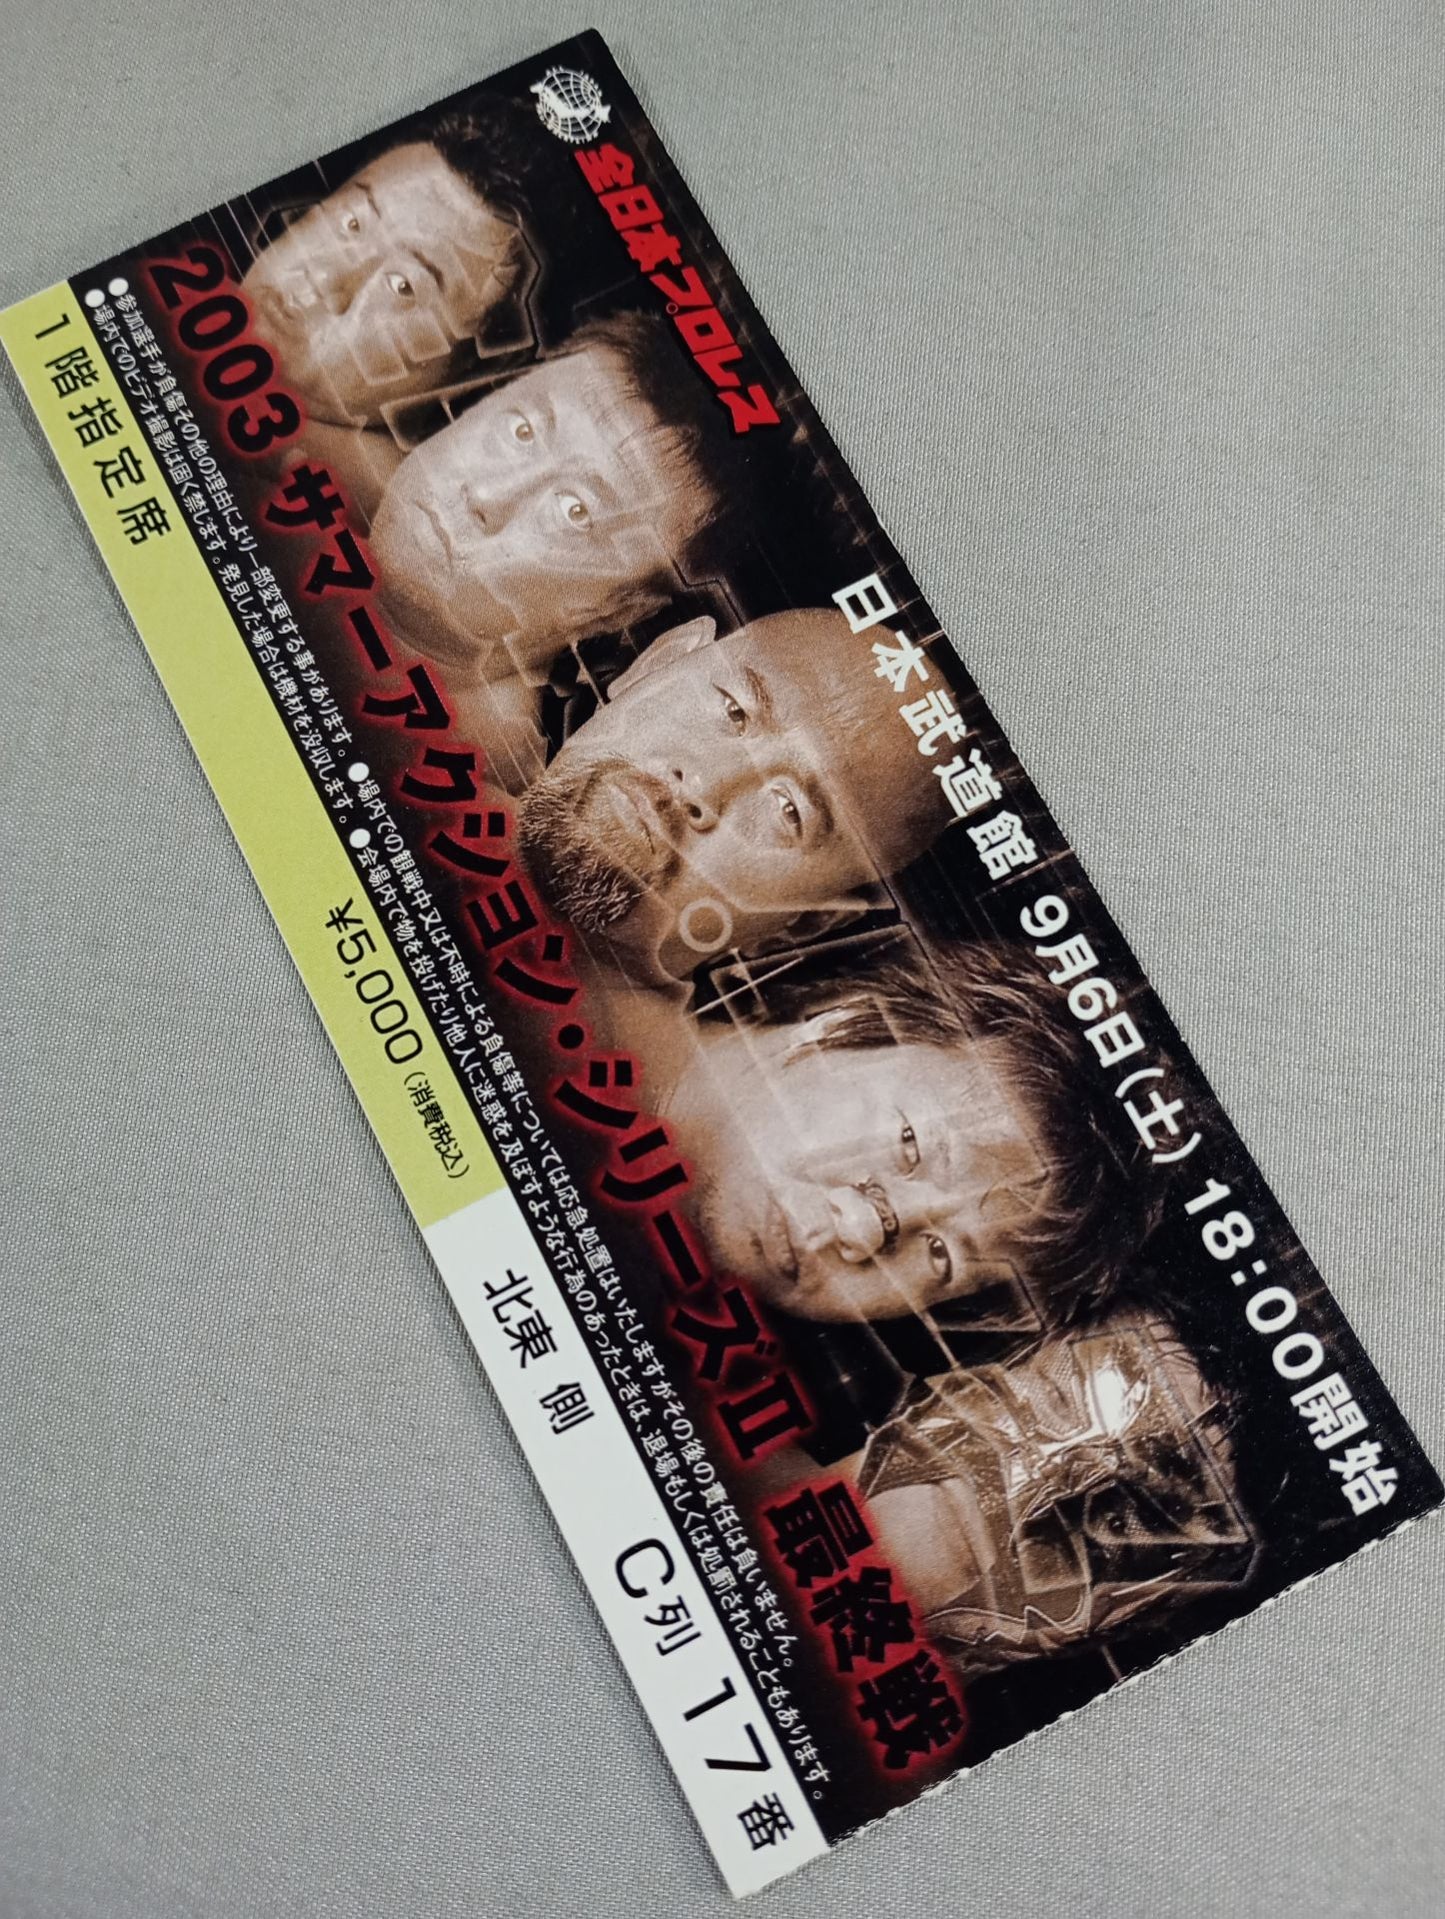 全日本プロレス
日本武道館 9月6日(土) 18:00開始
2003 サマーアクション・シリーズⅡ 最終戦
●参加選手が負傷その他の理由により一部変更する事があります。●場内での観戦中又は不時による負傷等については応急処置はいたしますがその後の責任は負いません。
●場内でのビデオ撮影は固く禁じます。発見した場合は機材を没収します。●会場内で物を投げたり他人に迷惑を及ぼすような行為のあったときは、退場もしくは処罰されることもあります。
1階指定席 ¥5,000(消費税込) 北東 側 C列 17番